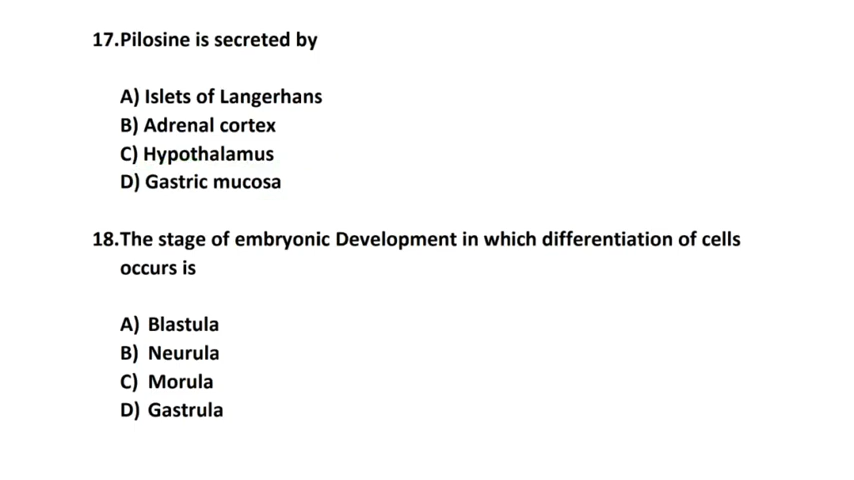 17.Pilosine is secreted by
A) Islets of Langerhans
B) Adrenal cortex
C) Hypothalamus
D) Gastric mucosa
18.The stage of embryonic Development in which differentiation of cells
occurs is
A) Blastula
B) Neurula
C) Morula
D) Gastrula